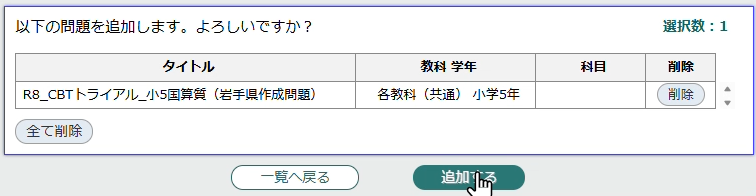 以下の問題を追加します。よろしいですか？ 選択数：1
タイトル 教科 学年 科目 削除
R8_CBTトライアル_小5国算質（岩手県作成問題） 各教科（共通） 小学5年 削除
全て削除
一覧へ戻る 追加する